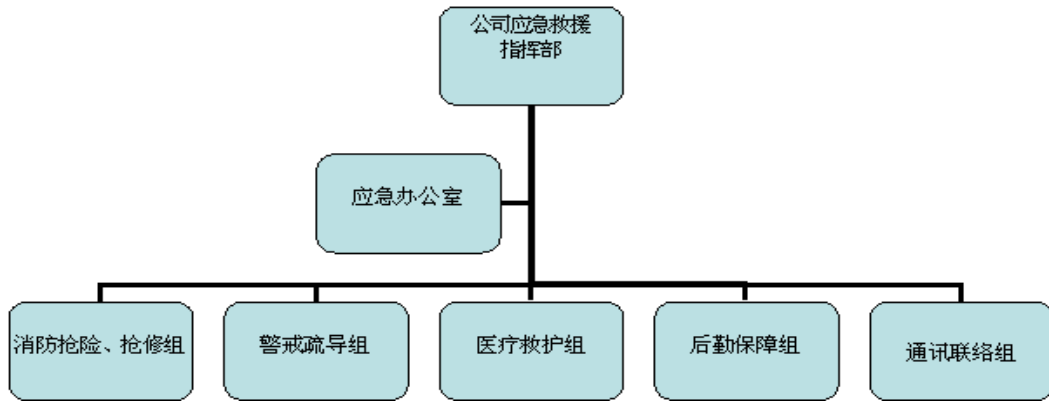 公司应急救援
指挥部
应急办公室
消防抢险、抢修组
警戒疏导组
医疗救护组
后勤保障组
通讯联络组